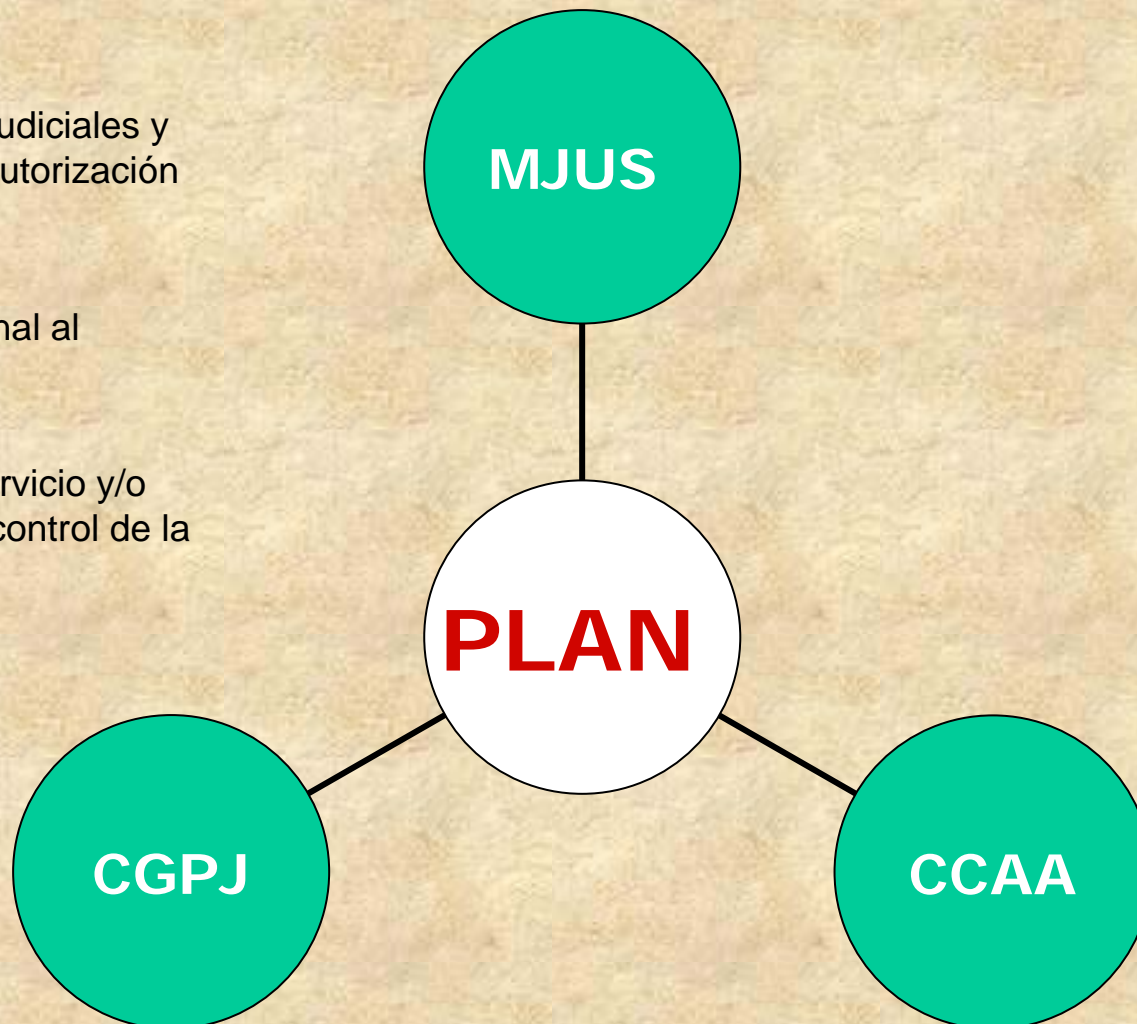 udiciales y
utorización
nal al
rvicio y/o
control de la
MJUS
PLAN
CGPJ
CCAA